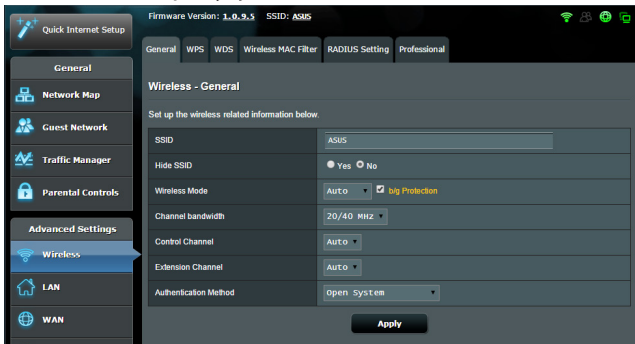 Quick Internet Setup
General
Network Map
Guest Network
Traffic Manager
Parental Controls
Advanced Settings
Wireless
LAN
WAN
Firmware Version: 1.0.9.5 SSID: ASUS
General WPS WDS Wireless MAC Filter RADIUS Setting Professional
Wireless - General
Set up the wireless related information below.
SSID ASUS
Hide SSID Yes No
Wireless Mode Auto b/g Protection
Channel bandwidth 20/40 MHz
Control Channel Auto
Extension Channel Auto
Authentication Method Open System
Apply